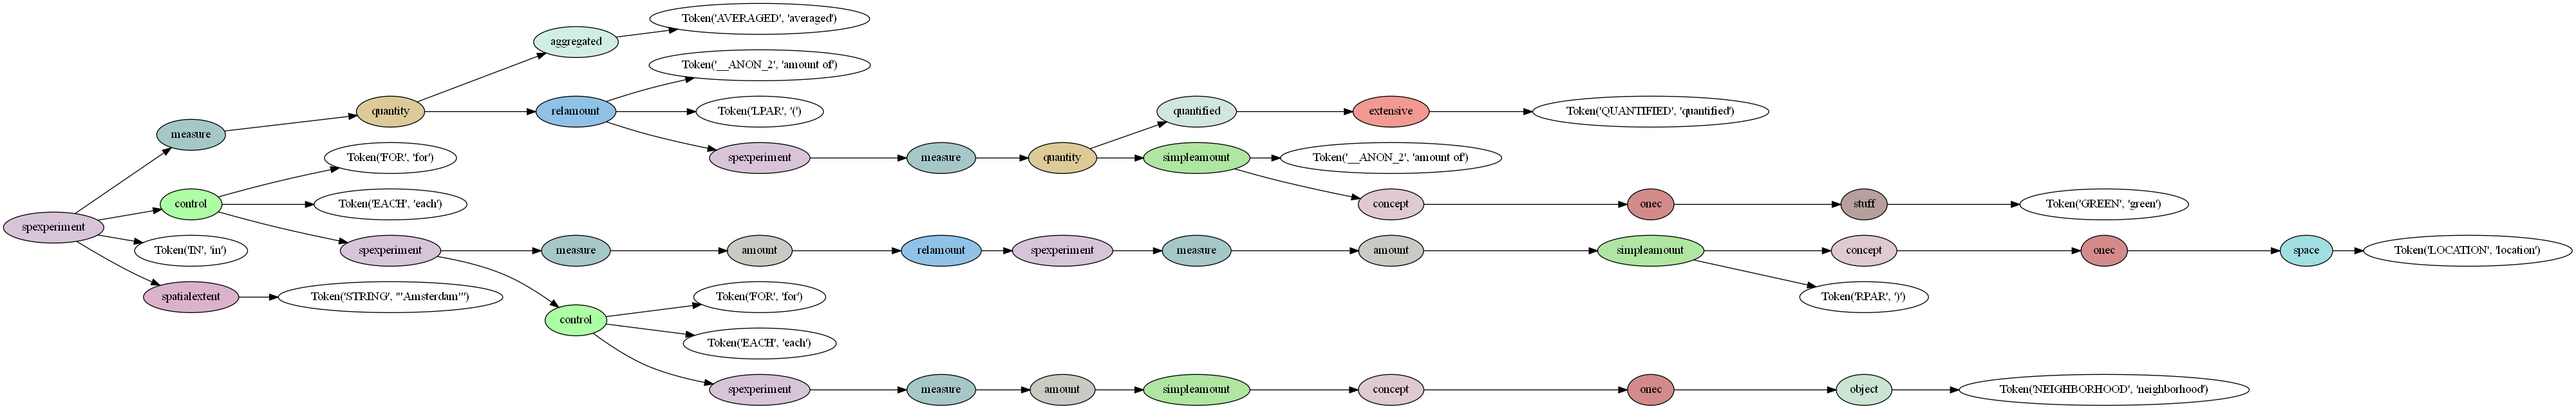 Token('AVERAGED', 'averaged')
aggregated
Token('__ANON_2', 'amount of')
quantity
relamount
Token('LPAR', '(')
quantified
extensive
Token('QUANTIFIED', 'quantified')
measure
Token('FOR', 'for')
spexperiment
measure
quantity
simpleamount
Token('__ANON_2', 'amount of')
control
Token('EACH', 'each')
concept
onec
stuff
Token('GREEN', 'green')
spexperiment
Token('IN', 'in')
spexperiment
measure
amount
relamount
spexperiment
measure
amount
simpleamount
concept
onec
space
Token('LOCATION', 'location')
spatialextent
Token('STRING', "'Amsterdam'")
Token('FOR', 'for')
Token('RPAR', ')')
control
Token('EACH', 'each')
spexperiment
measure
amount
simpleamount
concept
onec
object
Token('NEIGHBORHOOD', 'neighborhood')